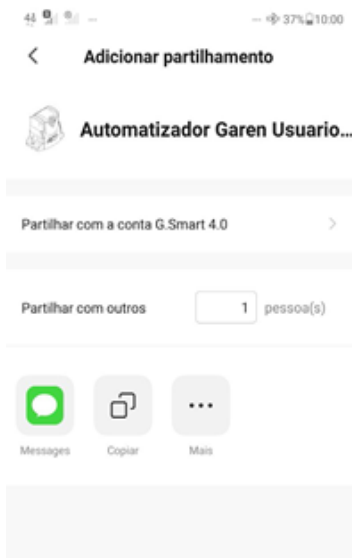 37% 10:00
Adicionar partilhamento
Automatizador Garen Usuario...
Partilhar com a conta G.Smart 4.0
Partilhar com outros 1 pessoa(s)
Messages Copiar Mais